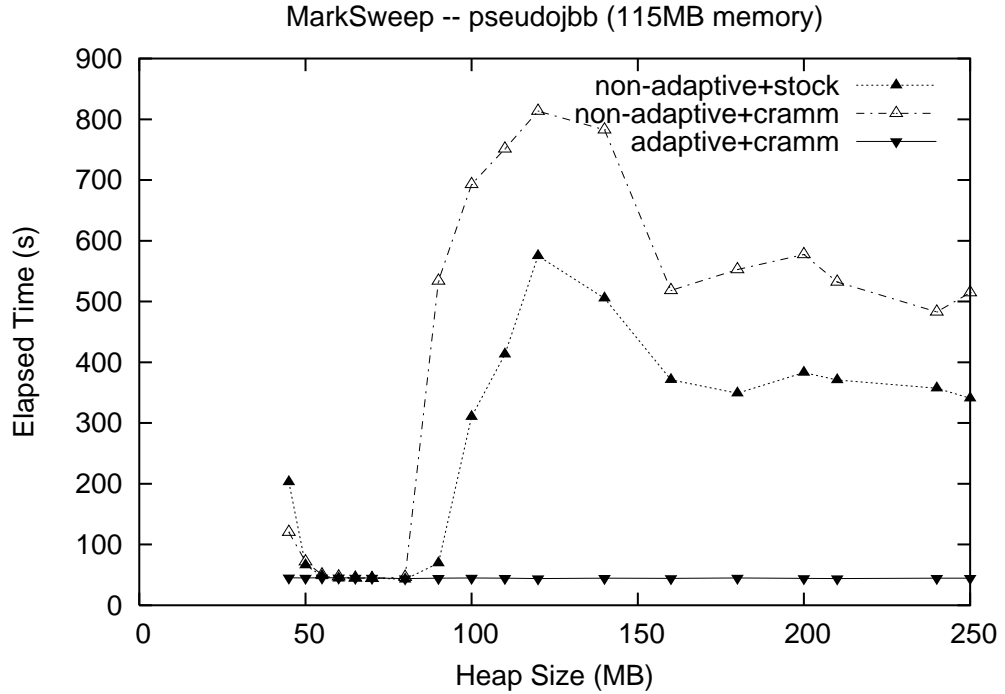 MarkSweep -- pseudojbb (115MB memory)
900
800
700
600
500
400
300
200
100
0
Elapsed Time (s)
non-adaptive+stock
non-adaptive+cramm
adaptive+cramm
0 50 100 150 200 250
Heap Size (MB)